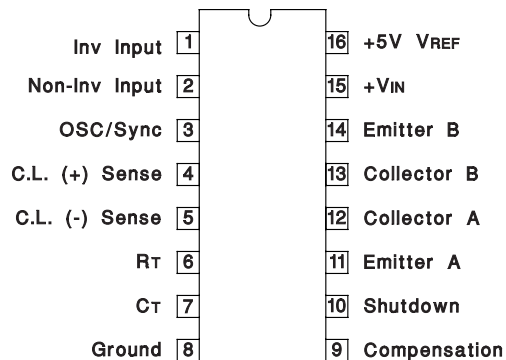 Inv Input 1 16 +5V VREF
Non-Inv Input 2 15 +VIN
OSC/Sync 3 14 Emitter B
C.L. (+) Sense 4 13 Collector B
C.L. (-) Sense 5 12 Collector A
RT 6 11 Emitter A
CT 7 10 Shutdown
Ground 8 9 Compensation